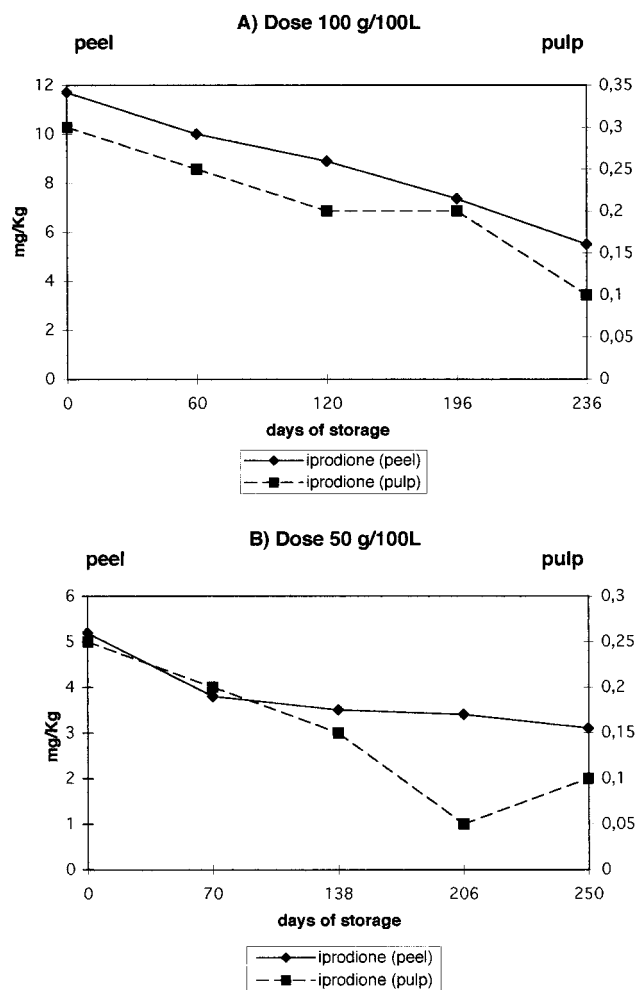 A) Dose 100 g/100L
peel pulp
12 0,35
10 0,3
8 0,25
6 0,2
4 0,15
2 0,1
0 0,05
0
mg/Kg
0 60 120 196 236
days of storage
iprodione (peel)
iprodione (pulp)
B) Dose 50 g/100L
peel pulp
6 0,3
5 0,25
4 0,2
3 0,15
2 0,1
1 0,05
0 0
mg/Kg
0 70 138 206 250
days of storage
iprodione (peel)
iprodione (pulp)